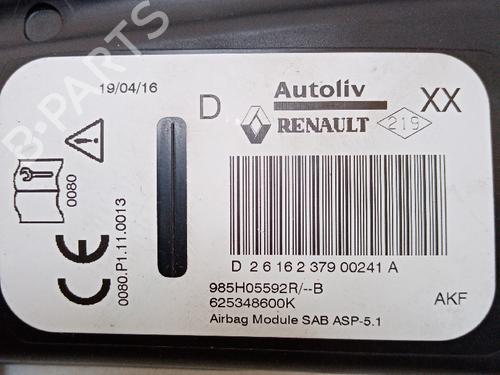 19/04/16
D
Autoliv
XX
RENAULT
219
0080
0080.P1.11.0013
CE
D 2 6 16 2 379 00241 A
985H05592R/--B
625348600K
Airbag Module SAB ASP-5.1
AKF
B-PARTS